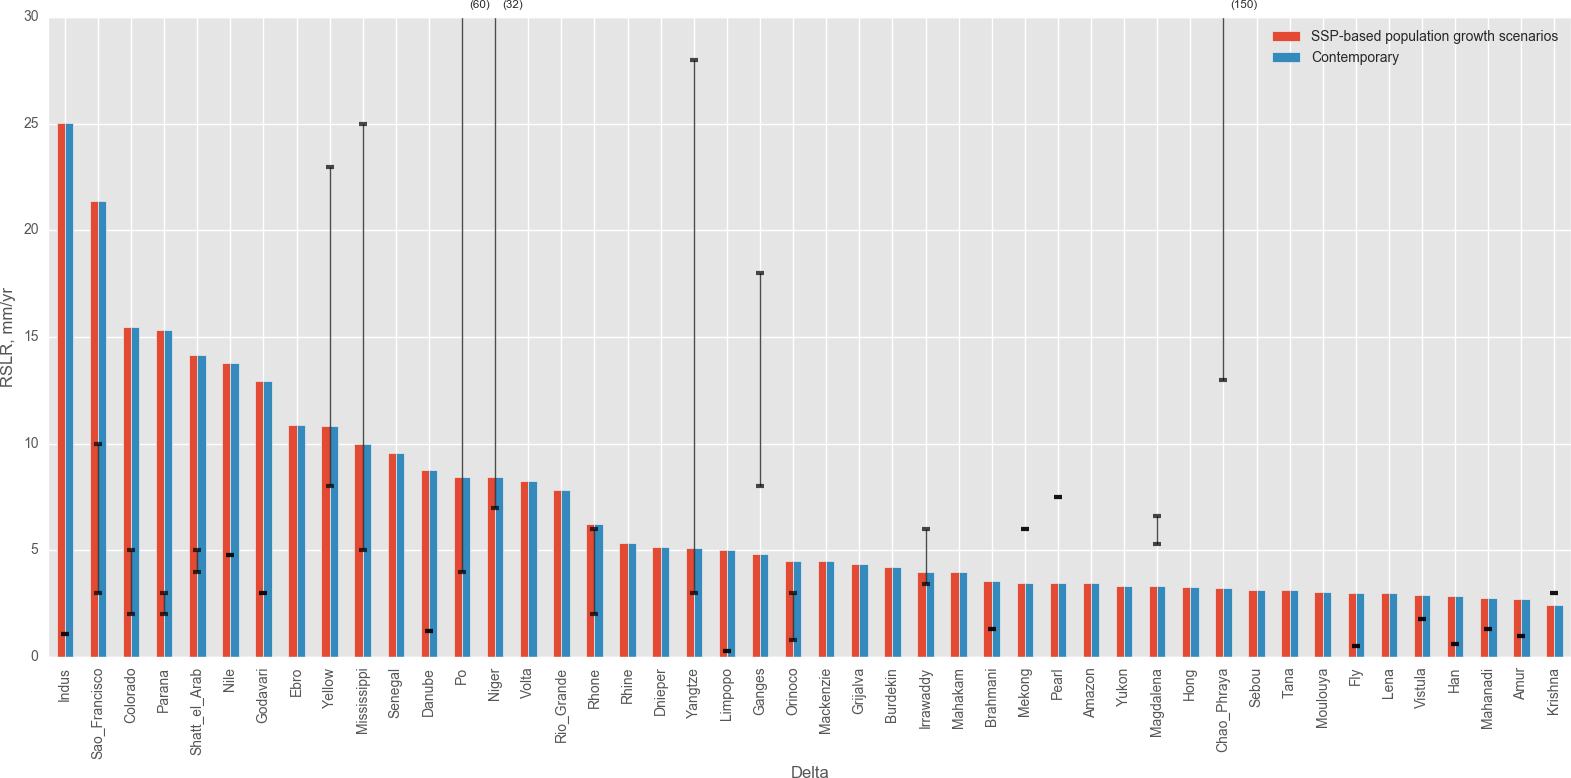 (60) (32) (150)
30
25
20
15
10
5
0
RSLR, mm/yr
SSP-based population growth scenarios
Contemporary
Indus
Sao_Francisco
Colorado
Parana
Shatt_el_Arab
Nile
Godavari
Ebro
Yellow
Mississippi
Senegal
Danube
Po
Niger
Volta
Rio_Grande
Rhone
Rhine
Dnieper
Yangtze
Limpopo
Ganges
Orinoco
Mackenzie
Grijalva
Burdekin
Irrawaddy
Mahakam
Brahmani
Mekong
Pearl
Amazon
Yukon
Magdalena
Hong
Chao_Phraya
Sebou
Tana
Moulouya
Fly
Lena
Vistula
Han
Mahanadi
Amur
Krishna
Delta